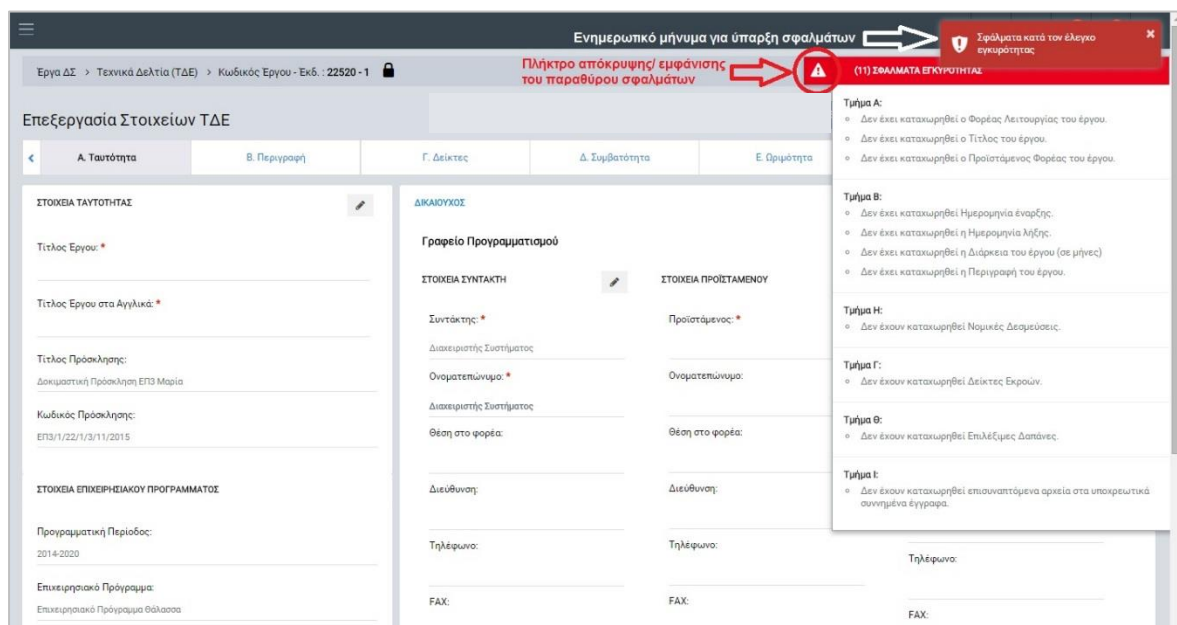 Ενημερωτικό μήνυμα για ύπαρξη σφαλμάτων
Σφάλματα κατά τον έλεγχο
εγκυρότητας
Έργα ΔΣ > Τεχνικά Δελτία (ΤΔΕ) > Κωδικός Έργου - Έκδ. : 22520 - 1
Πλήκτρο απόκρυψης/ εμφάνισης
του παραθύρου σφαλμάτων
(11) ΣΦΑΛΜΑΤΑ ΕΓΚΥΡΟΤΗΤΑΣ
Επεξεργασία Στοιχείων ΤΔΕ
Α. Ταυτότητα
Β. Περιγραφή
Γ. Δείκτες
Δ. Συμβατότητα
Ε. Ωριμότητα
ΣΤΟΙΧΕΙΑ ΤΑΥΤΟΤΗΤΑΣ
Τίτλος Έργου: *
Τίτλος Έργου στα Αγγλικά: *
Τίτλος Πρόσκλησης:
Δοκιμαστική Πρόσκληση ΕΠ3 Μαρία
Κωδικός Πρόσκλησης:
ΕΠ3/1/22/1/3/11/2015
ΣΤΟΙΧΕΙΑ ΕΠΙΧΕΙΡΗΣΙΑΚΟΥ ΠΡΟΓΡΑΜΜΑΤΟΣ
Προγραμματική Περίοδος:
2014-2020
Επιχειρησιακό Πρόγραμμα:
Επιχειρησιακό Πρόγραμμα Θάλασσα
ΔΙΚΑΙΟΥΧΟΣ
Γραφείο Προγραμματισμού
ΣΤΟΙΧΕΙΑ ΣΥΝΤΑΚΤΗ
Συντάκτης: *
Διαχειριστής Συστήματος
Ονοματεπώνυμο: *
Διαχειριστής Συστήματος
Θέση στο φορέα:
Διεύθυνση:
Τηλέφωνο:
FAX:
ΣΤΟΙΧΕΙΑ ΠΡΟΪΣΤΑΜΕΝΟΥ
Προϊστάμενος: *
Ονοματεπώνυμο:
Θέση στο φορέα:
Διεύθυνση:
Τηλέφωνο:
FAX:
Τμήμα Α:
Δεν έχει καταχωρηθεί ο Φορέας Λειτουργίας του έργου.
Δεν έχει καταχωρηθεί ο Τίτλος του έργου.
Δεν έχει καταχωρηθεί ο Προϊστάμενος Φορέας του έργου.
Τμήμα Β:
Δεν έχει καταχωρηθεί Ημερομηνία έναρξης.
Δεν έχει καταχωρηθεί η Ημερομηνία λήξης.
Δεν έχει καταχωρηθεί η Διάρκεια του έργου (σε μήνες)
Δεν έχει καταχωρηθεί η Περιγραφή του έργου.
Τμήμα Η:
Δεν έχουν καταχωρηθεί Νομικές Δεσμεύσεις.
Τμήμα Γ:
Δεν έχουν καταχωρηθεί Δείκτες Εκροών.
Τμήμα Θ:
Δεν έχουν καταχωρηθεί Επιλέξιμες Δαπάνες.
Τμήμα Ι:
Δεν έχουν καταχωρηθεί επισυναπτόμενα αρχεία στα υποχρεωτικά
συννημένα έγγραφα.
Τηλέφωνο:
FAX: